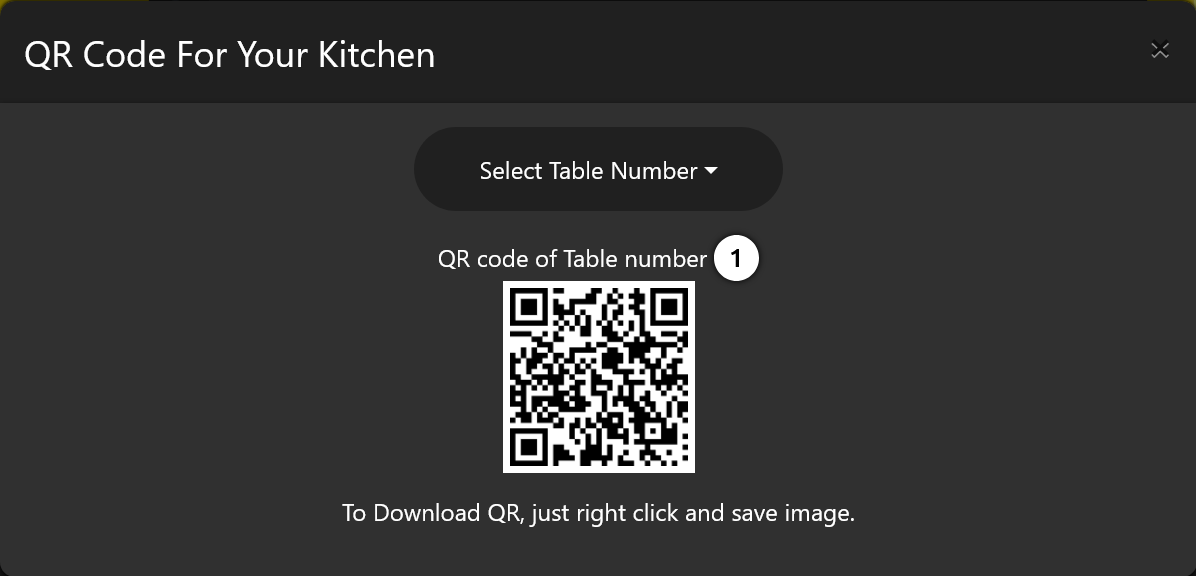 QR Code For Your Kitchen
Select Table Number
QR code of Table number 1
To Download QR, just right click and save image.